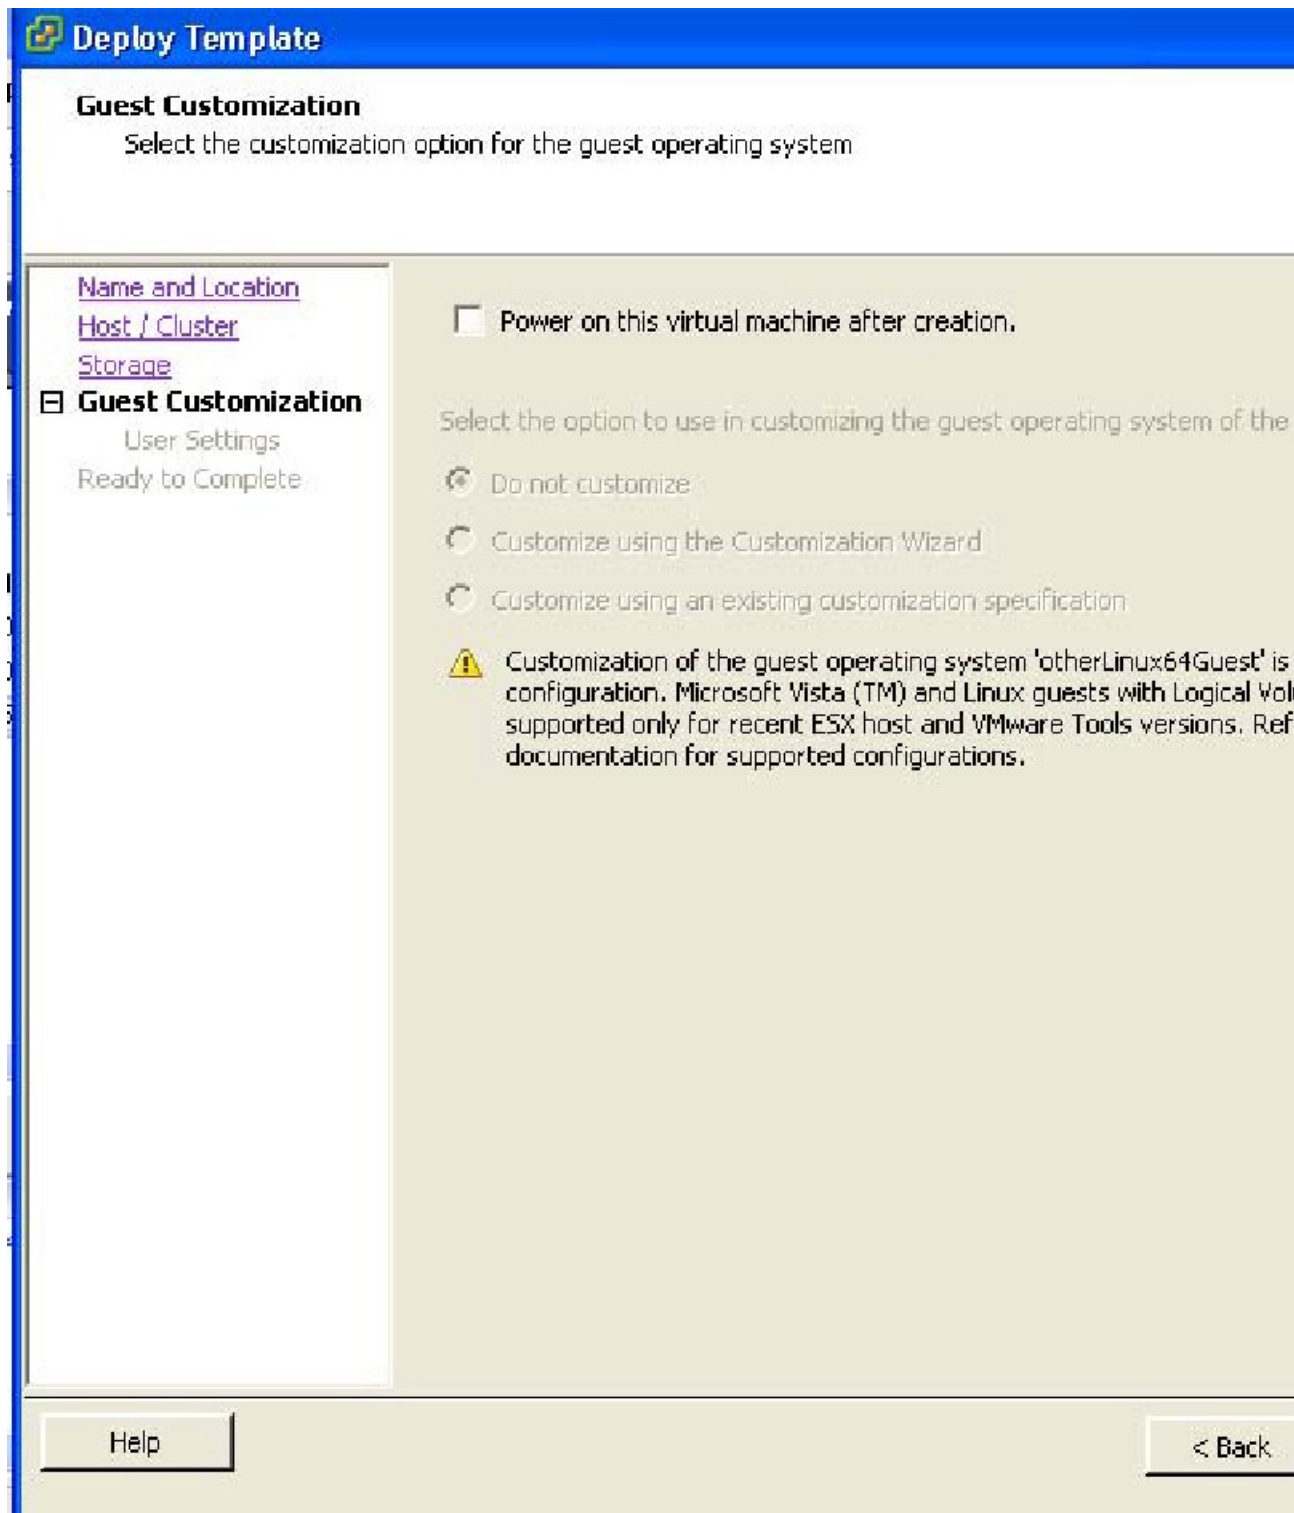 Deploy Template
Guest Customization
Select the customization option for the guest operating system
Name and Location
Host / Cluster
Storage
Guest Customization
User Settings
Ready to Complete
Power on this virtual machine after creation.
Select the option to use in customizing the guest operating system of the
Do not customize
Customize using the Customization Wizard
Customize using an existing customization specification
Customization of the guest operating system 'otherLinux64Guest' is
configuration. Microsoft Vista (TM) and Linux guests with Logical Vol
supported only for recent ESX host and VMware Tools versions. Ref
documentation for supported configurations.
Help
< Back